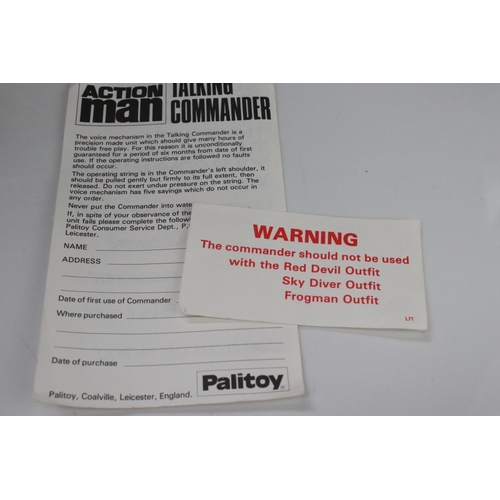 ACTION TALKING
man COMMANDER
The voice mechanism in the Talking Commander is a
precision made unit which should give many hours of
trouble free play. For this reason it is unconditionally
guaranteed for a period of six months from date of first
use. If the operating instructions are followed no faults
should occur.
The operating string is in the Commander's left shoulder, it
should be pulled gently but firmly to its full extent, then
released. Do not exert undue pressure on the string. The
voice mechanism has five sayings which do not occur in
any order.
Never put the Commander into wate
If, in spite of your observance of the
unit fails please complete the follow
Palitoy Consumer Service Dept., P.
Leicester.
NAME
ADDRESS
Date of first use of Commander
Where purchased
Date of purchase
Palitoy
Palitoy, Coalville, Leicester, England.
WARNING
The commander should not be used
with the Red Devil Outfit
Sky Diver Outfit
Frogman Outfit
L71